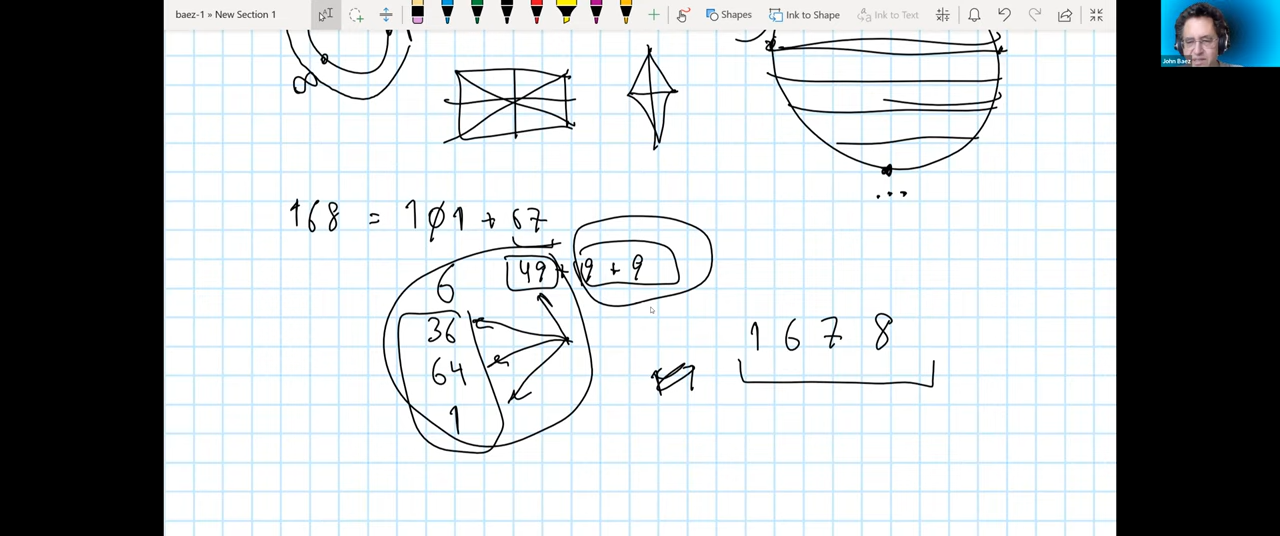 baez-1 » New Section 1
Shapes
Ink to Shape
Ink to Text
John Baez
∞
...
168 = 101 + 67
6 49 + 9 + 9
36
1 6 7 8
64
1